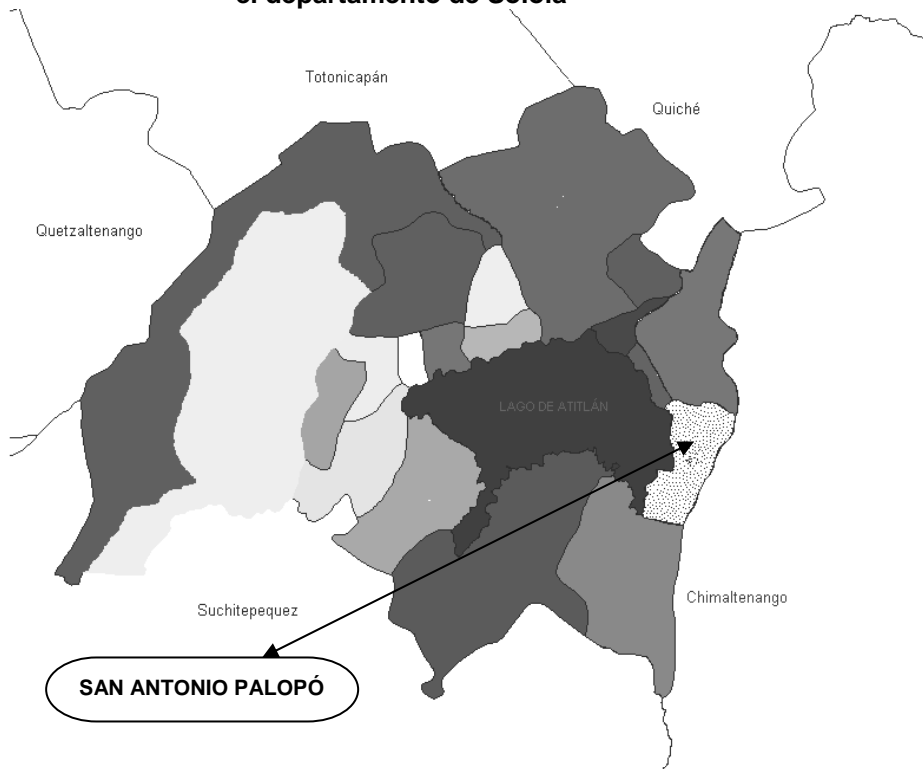 el departamento de Sololá
Totonicapán
Quiché
Quetzaltenango
LAGO DE ATITLÁN
Suchitepequez
Chimaltenango
SAN ANTONIO PALOPÓ